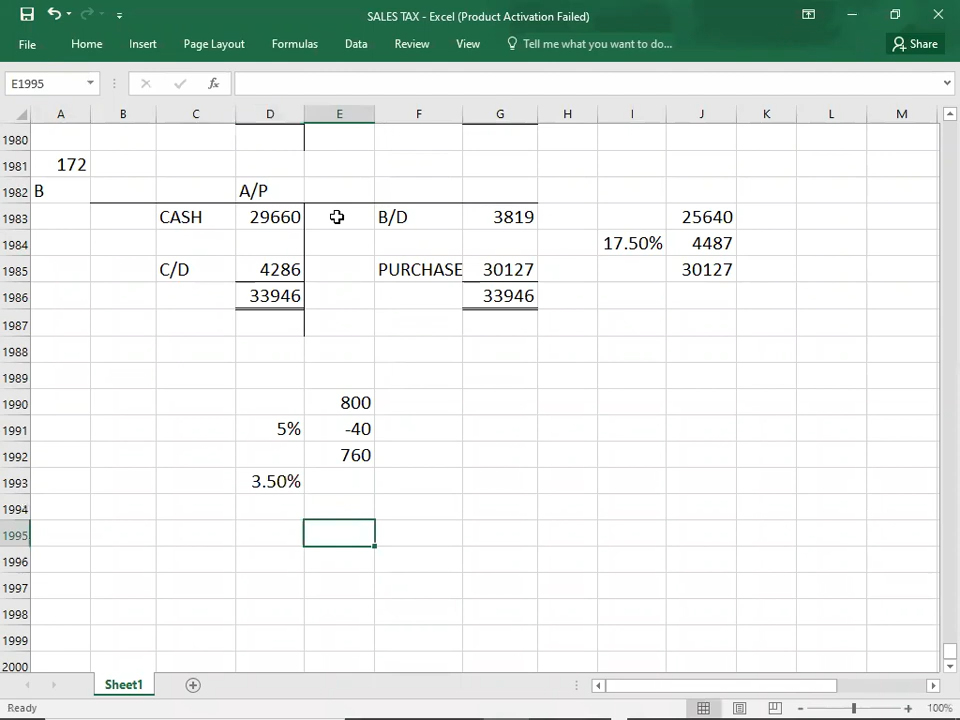 SALES TAX - Excel (Product Activation Failed)
File Home Insert Page Layout Formulas Data Review View Tell me what you want to do... Share
E1995 fx
A B C D E F G H I J K L M
1980
1981 172
1982 B A/P
1983 CASH 29660 B/D 3819 25640
1984 17.50% 4487
1985 C/D 4286 PURCHASE 30127 30127
1986 33946 33946
1987
1988
1989
1990 800
1991 5% -40
1992 760
1993 3.50%
1994
1995
1996
1997
1998
1999
2000
Sheet1
Ready 100%